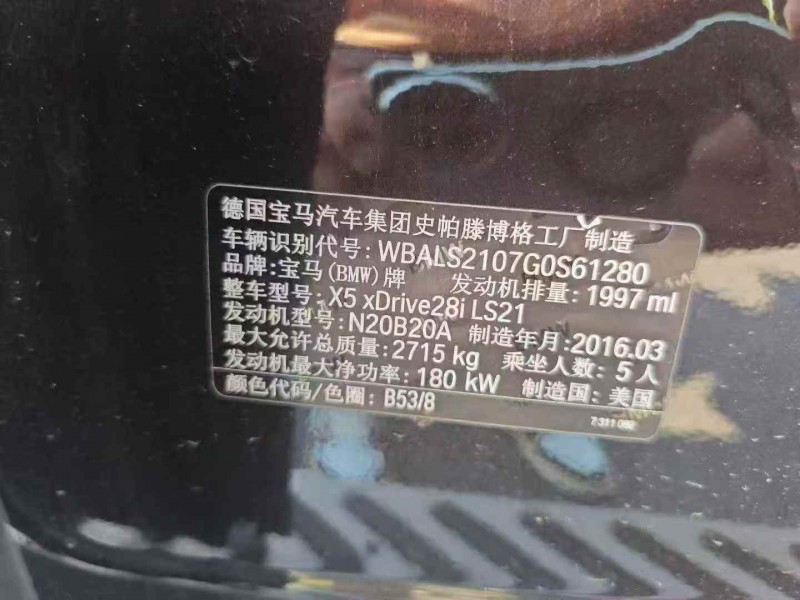 德国宝马汽车集团史帕滕博格工厂 制造
车辆识别代号: WBALS2107G0S61280
品牌: 宝马(BMW)牌 发动机排量: 1997 ml
整车型号: X5 xDrive28i LS21
发动机型号: N20B20A 制造年月: 2016.03
最大允许总质量: 2715 kg 乘坐人数: 5 人
发动机最大净功率: 180 kW 制造国: 美国
颜色代码/色圈: B53/8